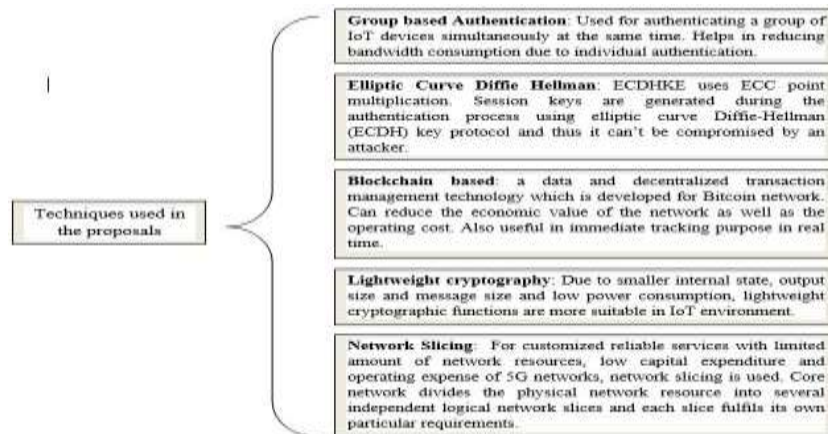 Group based Authentication: Used for authenticating a group of
IoT devices simultaneously at the same time. Helps in reducing
bandwidth consumption due to individual authentication.
Elliptic Curve Diffie Hellman: ECDHKE uses ECC point
multiplication. Session keys are generated during the
authentication process using elliptic curve Diffie-Hellman
(ECDH) key protocol and thus it can't be compromised by an
attacker.
Blockchain based: a data and decentralized transaction
management technology which is developed for Bitcoin network.
Can reduce the economic value of the network as well as the
operating cost. Also useful in immediate tracking purpose in real
time.
Techniques used in
the proposals
Lightweight cryptography: Due to smaller internal state, output
size and message size and low power consumption, lightweight
cryptographic functions are more suitable in IoT environment.
Network Slicing: For customized reliable services with limited
amount of network resources, low capital expenditure and
operating expense of 5G networks, network slicing is used. Core
network divides the physical network resource into several
independent logical network slices and each slice fulfils its own
particular requirements.